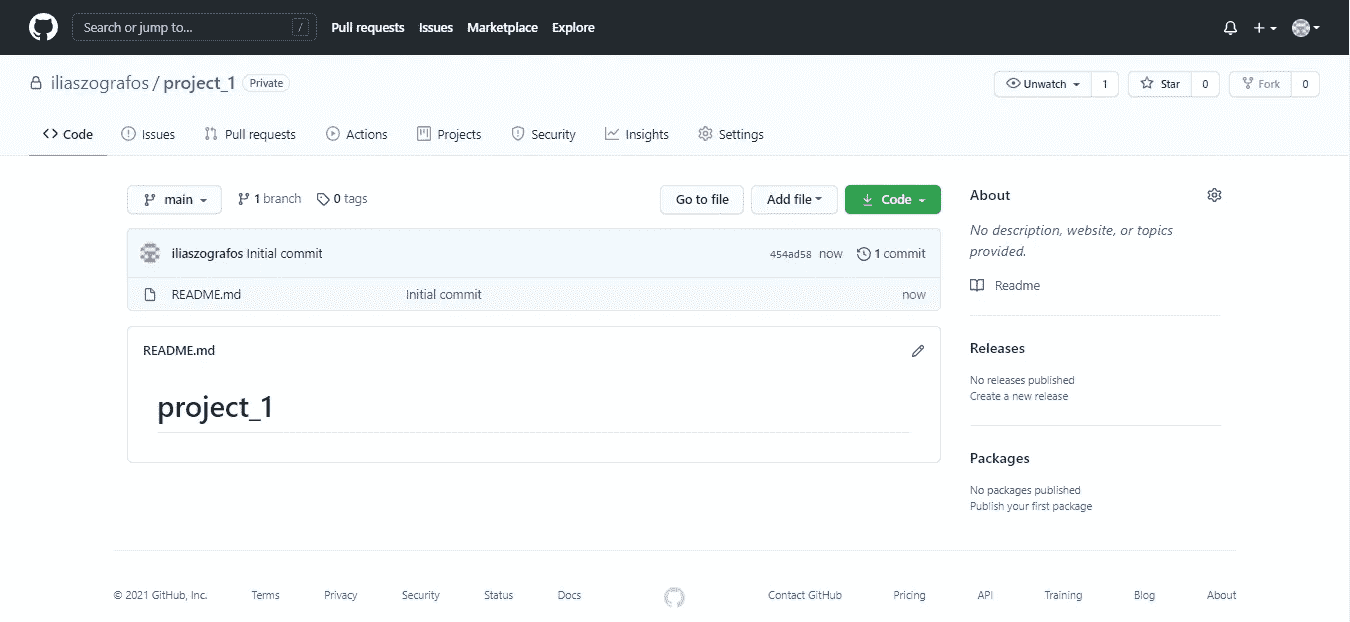 Search or jump to... /
Pull requests Issues Marketplace Explore
iliaszografos / project_1 Private
Unwatch 1 Star 0 Fork 0
Code Issues Pull requests Actions Projects Security Insights Settings
main 1 branch 0 tags Go to file Add file Code
iliaszografos Initial commit 454ad58 now 1 commit
README.md Initial commit now
README.md
project_1
About
No description, website, or topics
provided.
Readme
Releases
No releases published
Create a new release
Packages
No packages published
Publish your first package
© 2021 GitHub, Inc. Terms Privacy Security Status Docs Contact GitHub Pricing API Training Blog About